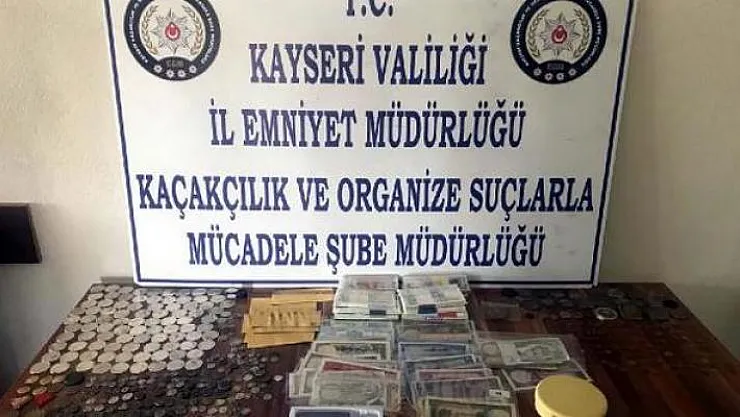 T.C.
KAYSERİ VALİLİĞİ
İL EMNİYET MÜDÜRLÜĞÜ
KAÇAKÇILIK VE ORGANİZE SUÇLARLA
MÜCADELE ŞUBE MÜDÜRLÜĞÜ